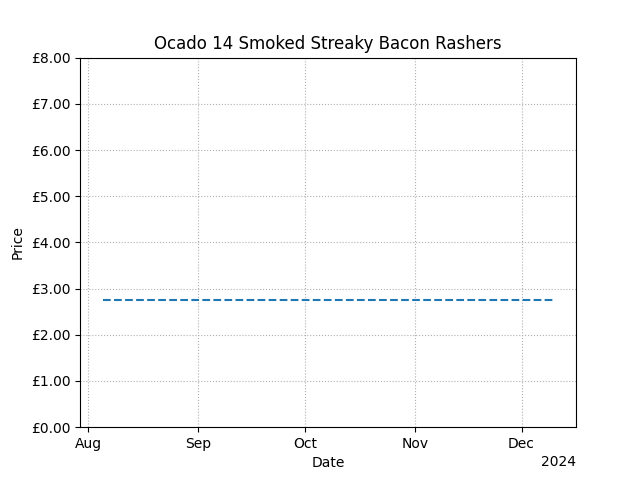 Ocado 14 Smoked Streaky Bacon Rashers
£8.00
£7.00
£6.00
£5.00
£4.00
£3.00
£2.00
£1.00
£0.00
Price
Aug Sep Oct Nov Dec
Date
2024